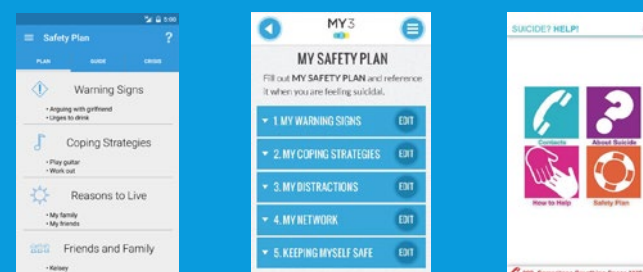 5:00
Safety Plan
?
PLAN
GUIDE
CRISIS
Warning Signs
• Arguing with girlfriend
• Urges to drink
Coping Strategies
• Play guitar
• Work out
Reasons to Live
• My family
• My friends
Friends and Family
• Kelsey
MY3
MY SAFETY PLAN
Fill out MY SAFETY PLAN and reference
it when you are feeling suicidal.
1. MY WARNING SIGNS EDIT
2. MY COPING STRATEGIES EDIT
3. MY DISTRACTIONS EDIT
4. MY NETWORK EDIT
5. KEEPING MYSELF SAFE EDIT
SUICIDE? HELP!
Contacts
About Suicide
How to Help
Safety Plan